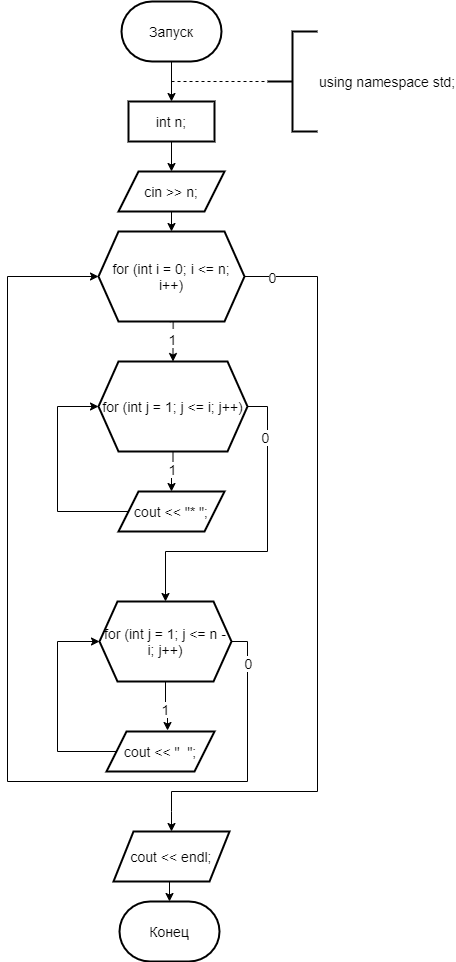 Запуск
using namespace std;
int n;
cin >> n;
for (int i = 0; i <= n;
i++)
0
1
for (int j = 1; j <= i; j++)
0
1
cout << "* ";
for (int j = 1; j <= n -
i; j++)
0
1
cout << "  ";
cout << endl;
Конец